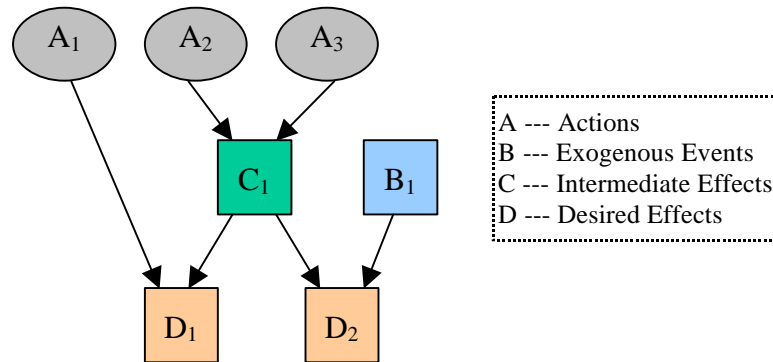 A₁
A₂
A₃
C₁
B₁
D₁
D₂
A --- Actions
B --- Exogenous Events
C --- Intermediate Effects
D --- Desired Effects